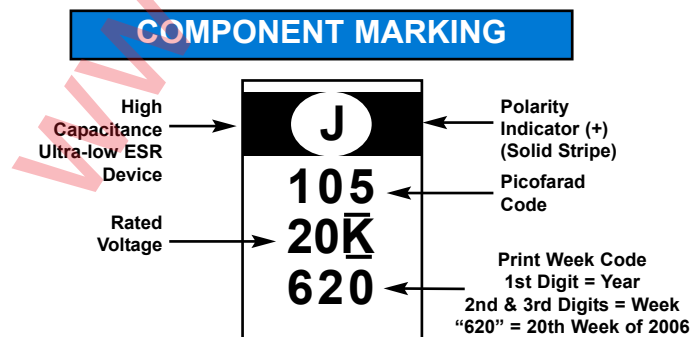 COMPONENT MARKING
High
Capacitance
Ultra-low ESR
Device
J
Polarity
Indicator (+)
(Solid Stripe)
105
Picofarad
Code
Rated
Voltage
20K̲̅
620
Print Week Code
1st Digit = Year
2nd & 3rd Digits = Week
“620” = 20th Week of 2006